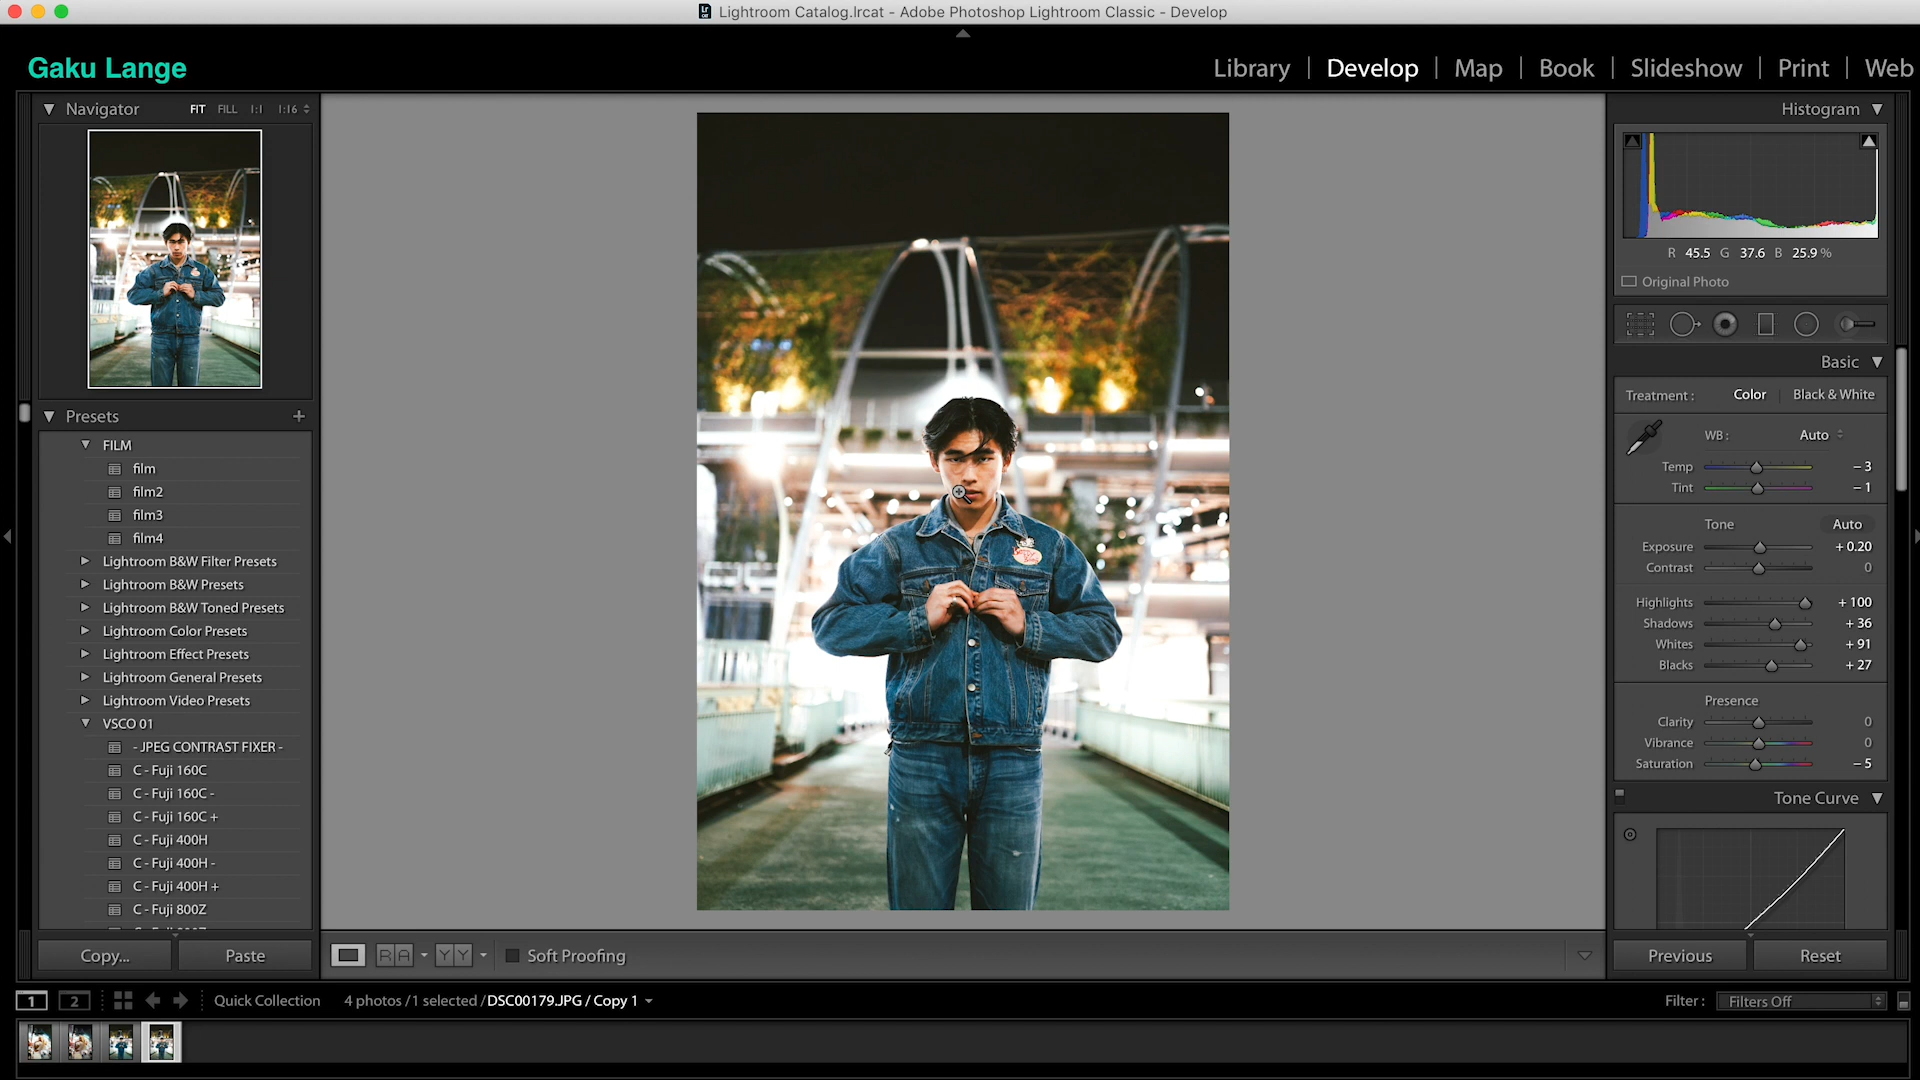 Lightroom Catalog.lrcat - Adobe Photoshop Lightroom Classic - Develop
Gaku Lange
Library | Develop | Map | Book | Slideshow | Print | Web
Navigator FIT FILL 1:1 1:16
Presets +
FILM
film
film2
film3
film4
Lightroom B&W Filter Presets
Lightroom B&W Presets
Lightroom B&W Toned Presets
Lightroom Color Presets
Lightroom Effect Presets
Lightroom General Presets
Lightroom Video Presets
VSCO 01
- JPEG CONTRAST FIXER -
C - Fuji 160C
C - Fuji 160C -
C - Fuji 160C +
C - Fuji 400H
C - Fuji 400H -
C - Fuji 400H +
C - Fuji 800Z
Copy... Paste
R A Y Y Soft Proofing
Histogram
R 45.5 G 37.6 B 25.9 %
Original Photo
Basic
Treatment : Color Black & White
WB : Auto
Temp - 3
Tint - 1
Tone Auto
Exposure + 0.20
Contrast 0
Highlights + 100
Shadows + 36
Whites + 91
Blacks + 27
Presence
Clarity 0
Vibrance 0
Saturation - 5
Tone Curve
Previous Reset
1 2 Quick Collection 4 photos / 1 selected / DSC00179.JPG / Copy 1
Filter : Filters Off